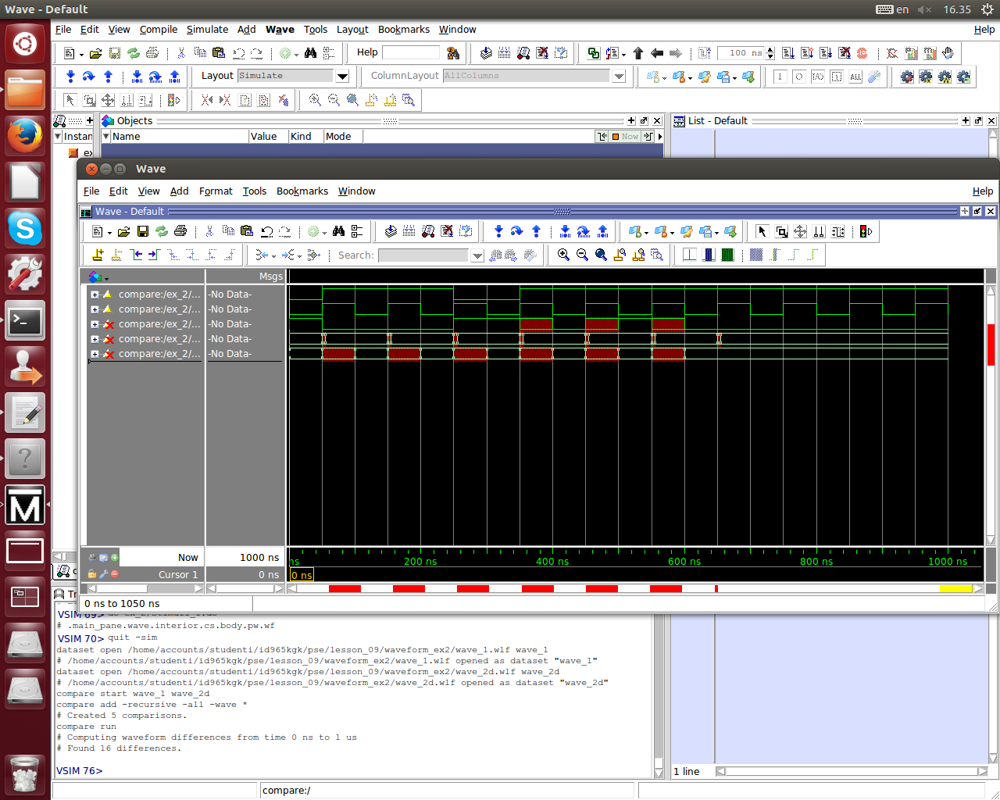 Wave - Default
en
16.35
File Edit View Compile Simulate Add Wave Tools Layout Bookmarks Window Help
Help
100 ns
Layout Simulate
ColumnLayout AllColumns
Objects
List - Default
Instan
Name Value Kind Mode
Now
ex
Wave
File Edit View Add Format Tools Bookmarks Window Help
Wave - Default
Search:
Msgs
compare:/ex_2/... -No Data-
compare:/ex_2/... -No Data-
compare:/ex_2/... -No Data-
compare:/ex_2/... -No Data-
compare:/ex_2/... -No Data-
Now 1000 ns
ns 200 ns 400 ns 600 ns 800 ns 1000 ns
Cursor 1 0 ns
0 ns
0 ns to 1050 ns
Tr
# .main_pane.wave.interior.cs.body.pw.wf
VSIM 70> quit -sim
dataset open /home/accounts/studenti/id965kgk/pse/lesson_09/waveform_ex2/wave_1.wlf wave_1
# /home/accounts/studenti/id965kgk/pse/lesson_09/waveform_ex2/wave_1.wlf opened as dataset "wave_1"
dataset open /home/accounts/studenti/id965kgk/pse/lesson_09/waveform_ex2/wave_2d.wlf wave_2d
# /home/accounts/studenti/id965kgk/pse/lesson_09/waveform_ex2/wave_2d.wlf opened as dataset "wave_2d"
compare start wave_1 wave_2d
compare add -recursive -all -wave *
# Created 5 comparisons.
compare run
# Computing waveform differences from time 0 ns to 1 us
# Found 16 differences.
VSIM 76>
1 line
compare:/